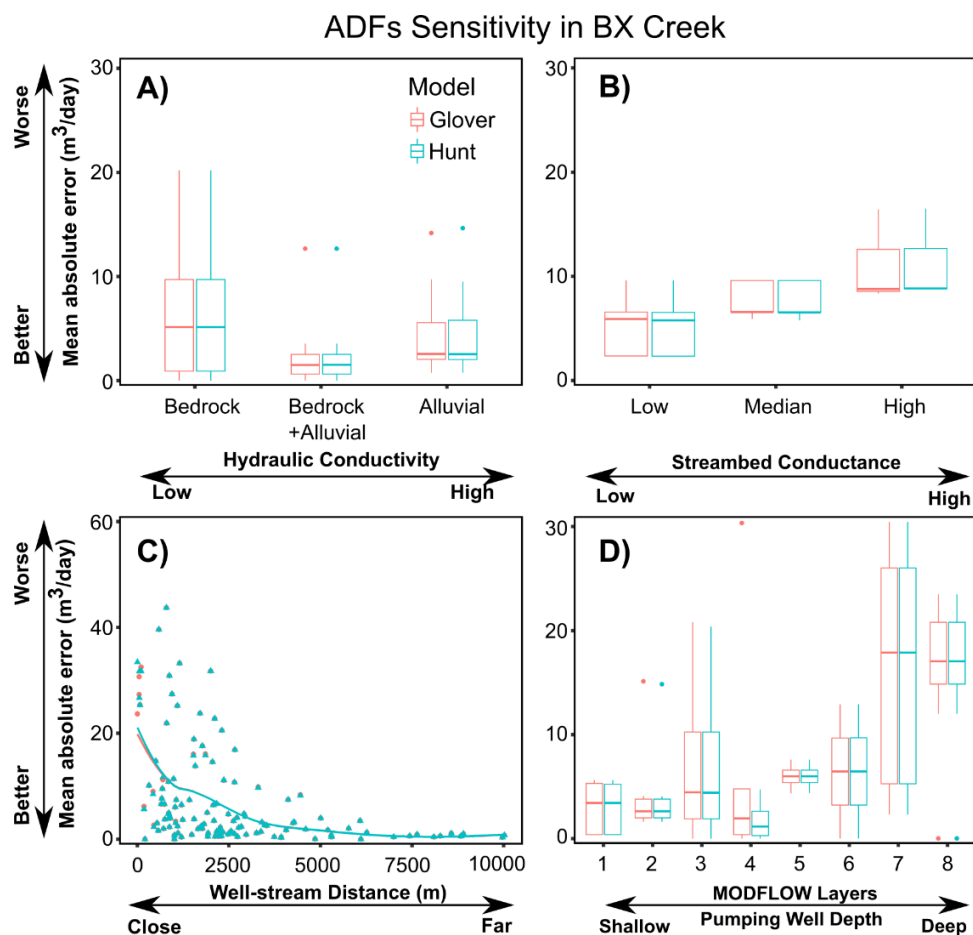 ADFs Sensitivity in BX Creek
Worse
Better
Mean absolute error (m³/day)
30
20
10
0
A)
Model
Glover
Hunt
Bedrock
Bedrock
+Alluvial
Alluvial
Hydraulic Conductivity
Low
High
30
20
10
0
B)
Low
Median
High
Streambed Conductance
Low
High
Worse
Better
Mean absolute error (m³/day)
60
40
20
0
C)
0
2500
5000
7500
10000
Well-stream Distance (m)
Close
Far
30
20
10
0
D)
1
2
3
4
5
6
7
8
MODFLOW Layers
Pumping Well Depth
Shallow
Deep